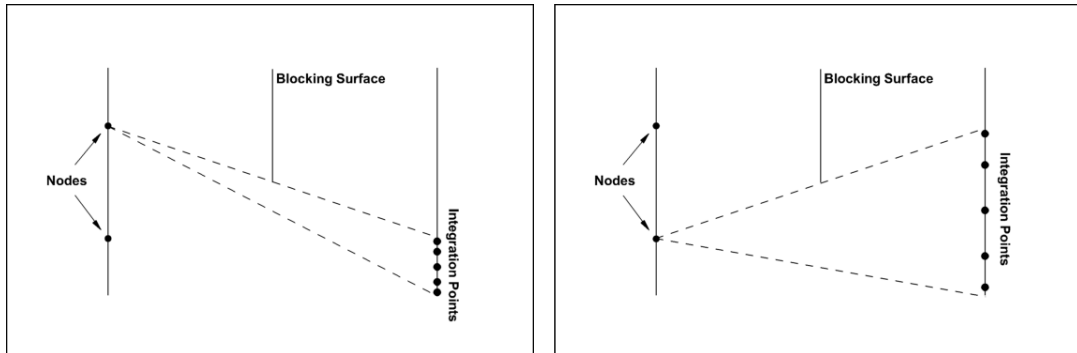 Blocking Surface
Nodes
Integration Points
Blocking Surface
Nodes
Integration Points